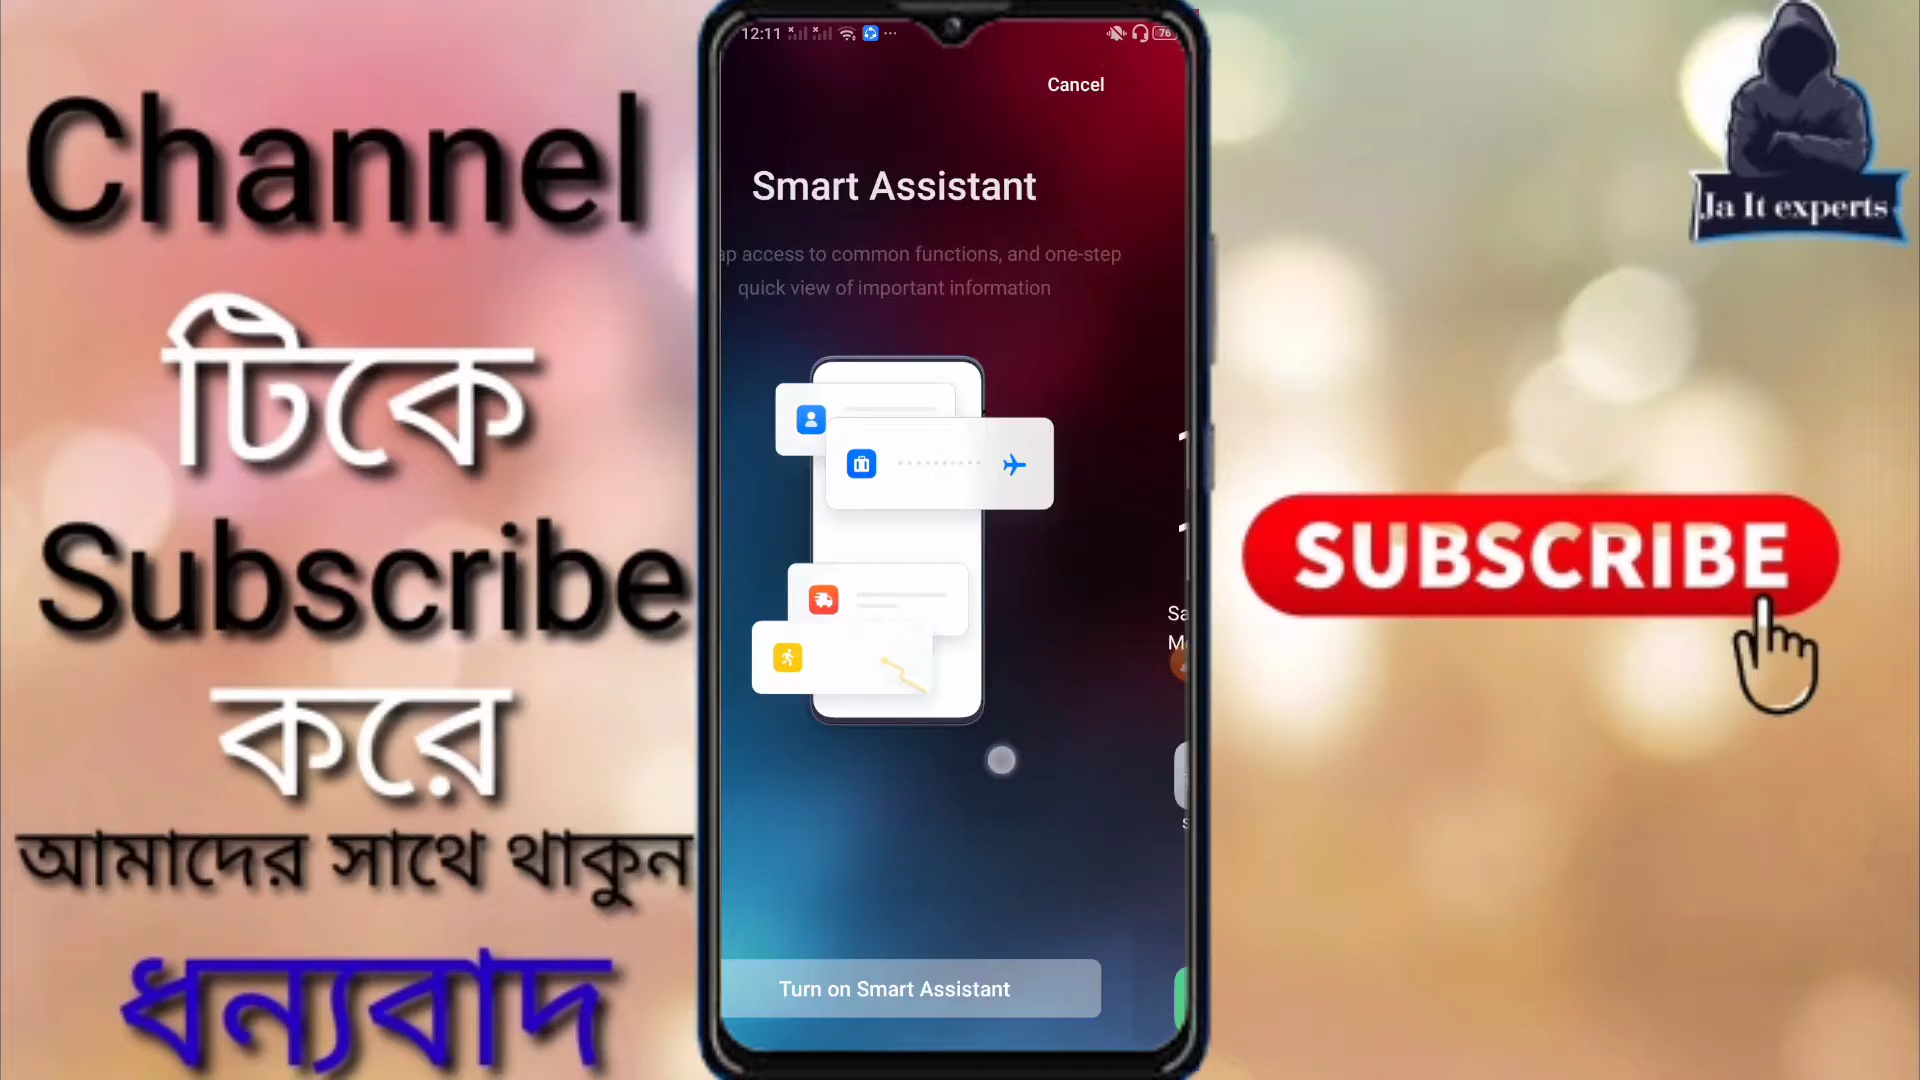 Channel
টিকে
Subscribe
করে
আমাদের সাথে থাকুন
ধন্যবাদ
12:11
76
Cancel
Smart Assistant
access to common functions, and one-step
quick view of important information
Turn on Smart Assistant
Ja It experts
SUBSCRIBE